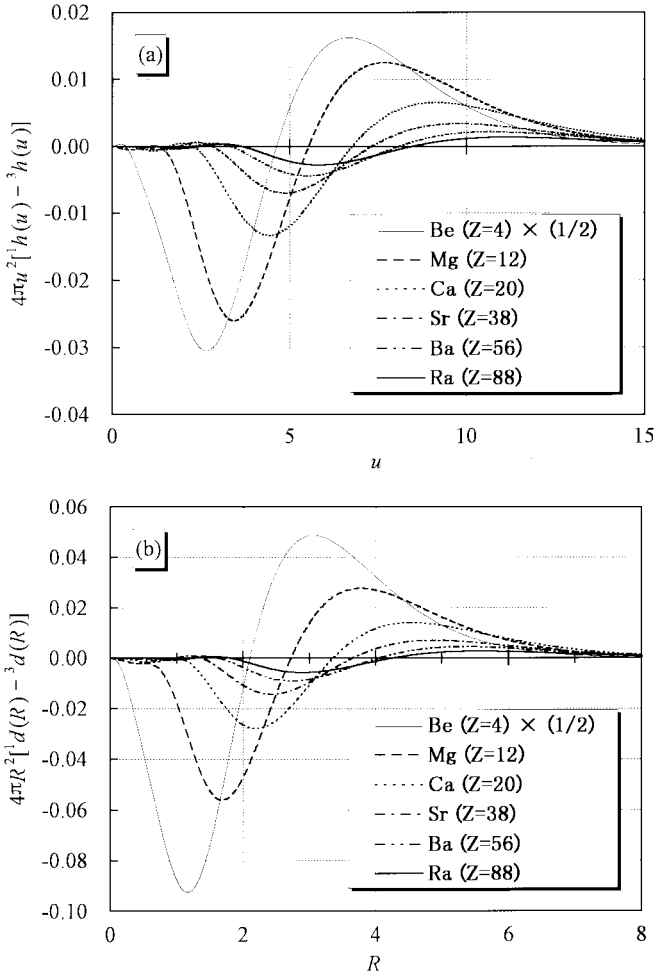 0.02
(a)
0.01
0.00
-0.01
-0.02
-0.03
-0.04
4πu²[¹h(u) − ³h(u)]
Be (Z=4) × (1/2)
Mg (Z=12)
Ca (Z=20)
Sr (Z=38)
Ba (Z=56)
Ra (Z=88)
0 5 10 15
u
0.06
(b)
0.04
0.02
0.00
-0.02
-0.04
-0.06
-0.08
-0.10
4πR²[¹d(R) − ³d(R)]
Be (Z=4) × (1/2)
Mg (Z=12)
Ca (Z=20)
Sr (Z=38)
Ba (Z=56)
Ra (Z=88)
0 2 4 6 8
R